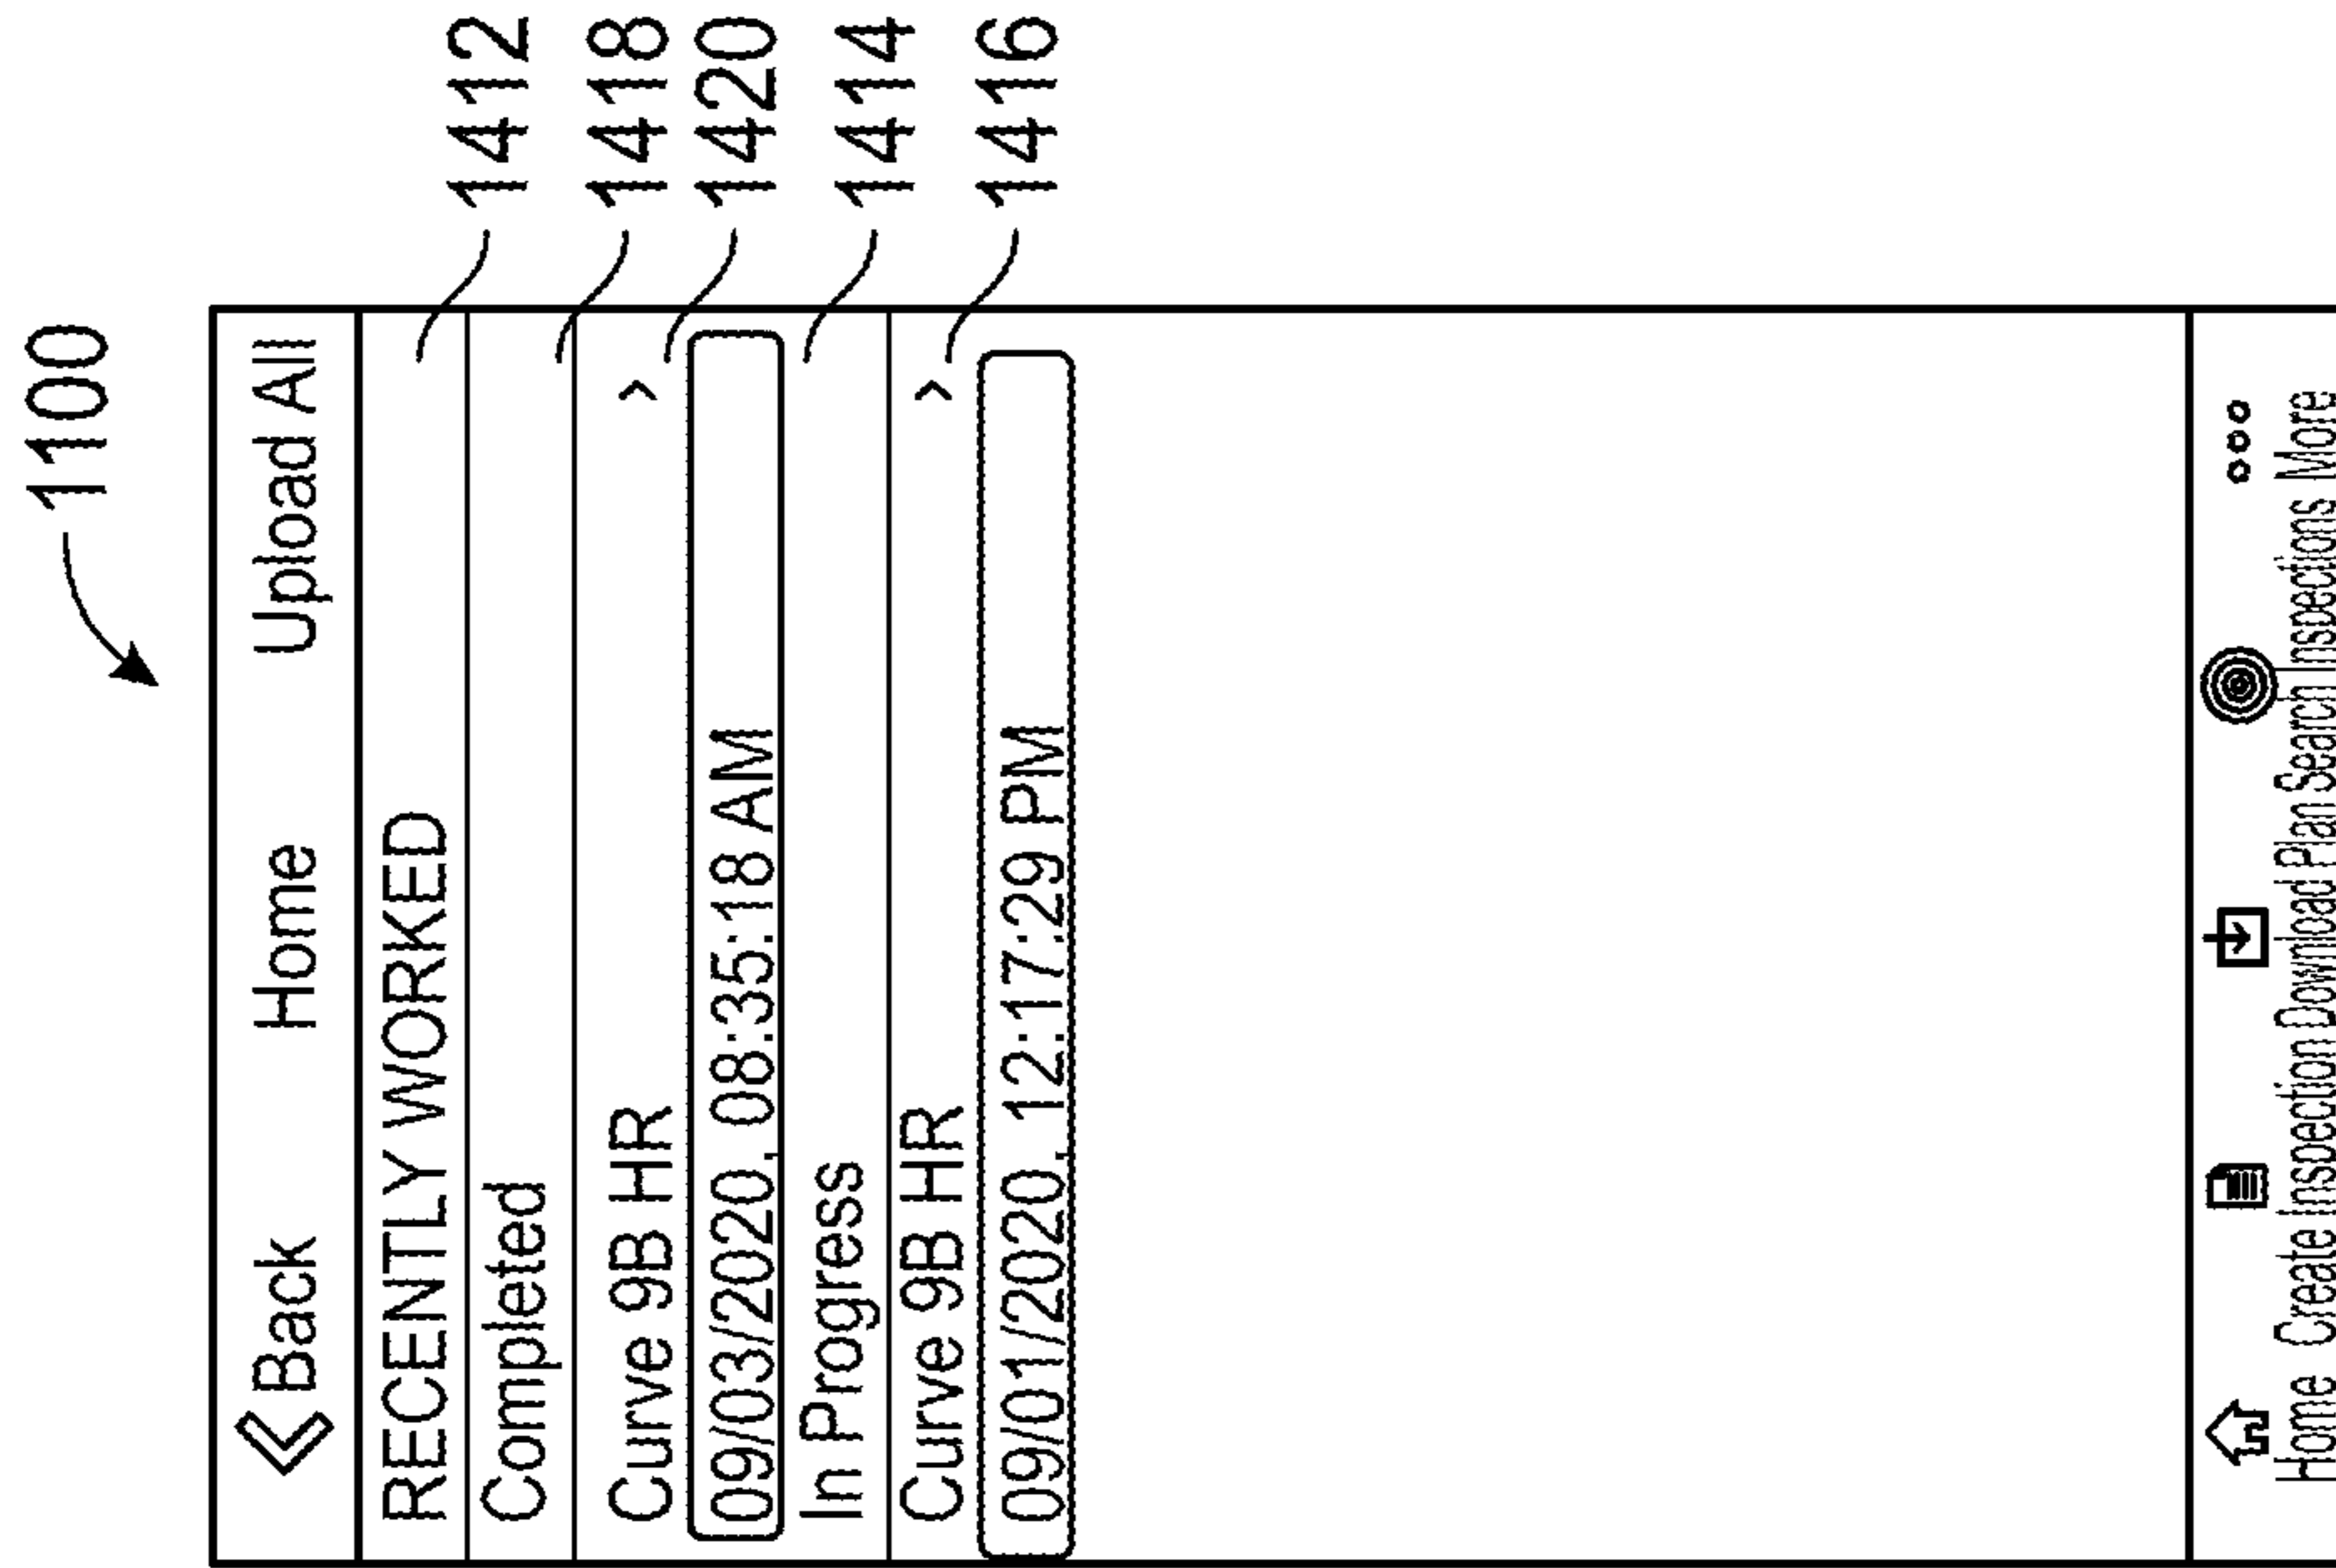 1100
Back Home Upload All
RECENTLY WORKED 1412
Completed 1418
Curve 9B HR > 1420
09/03/2020, 08:35:18 AM
In Progress 1414
Curve 9B HR > 1416
09/01/2020, 12:17:29 PM
Home Create Inspection Download Plan Search Inspections More